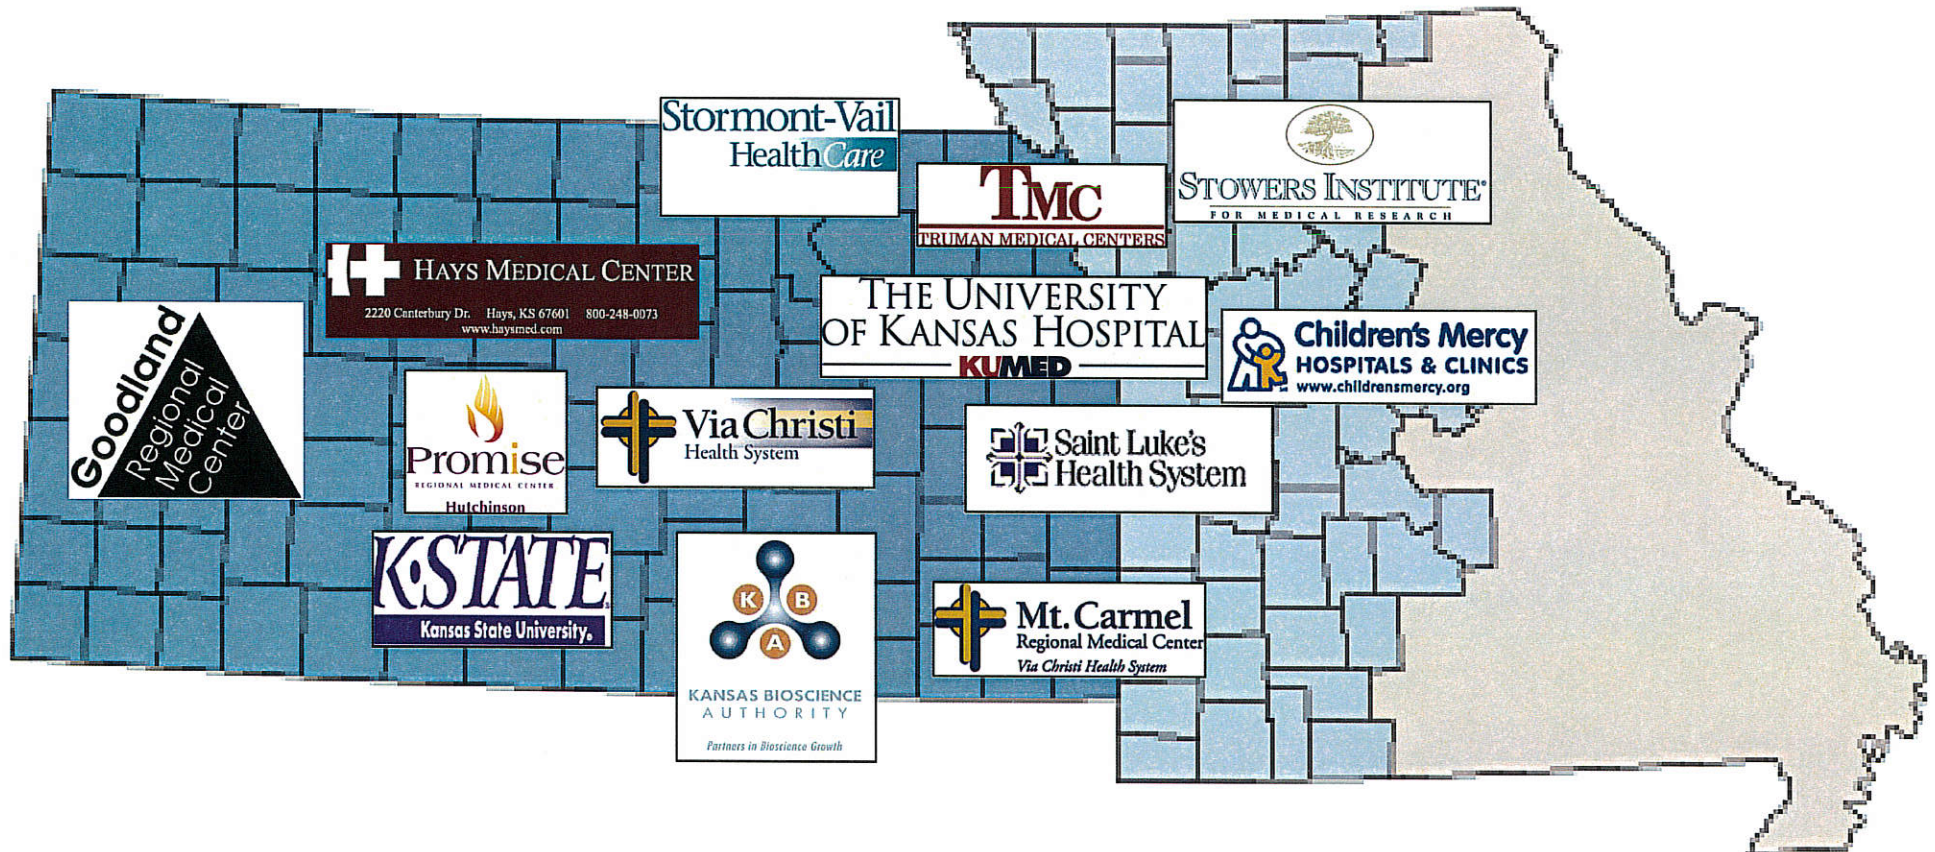 Stormont-Vail
HealthCare
TMC
TRUMAN MEDICAL CENTERS
STOWERS INSTITUTE®
FOR MEDICAL RESEARCH
HAYS MEDICAL CENTER
2220 Canterbury Dr. Hays, KS 67601 800-248-0073
www.haysmed.com
THE UNIVERSITY
OF KANSAS HOSPITAL
KUMED
Children's Mercy
HOSPITALS & CLINICS
www.childrensmercy.org
Goodland
Regional
Medical
Center
Promise
REGIONAL MEDICAL CENTER
Hutchinson
Via Christi
Health System
Saint Luke's
Health System
K•STATE
Kansas State University®
K B
A
KANSAS BIOSCIENCE
AUTHORITY
Partners in Bioscience Growth
Mt. Carmel
Regional Medical Center
Via Christi Health System